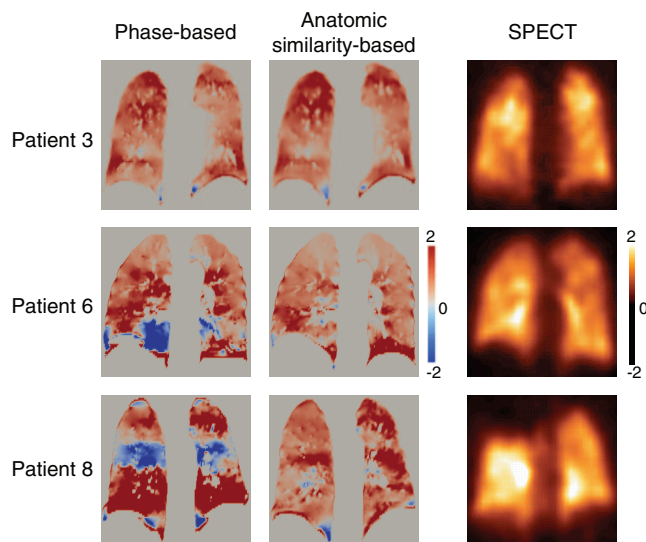 Phase-based
Anatomic
similarity-based
SPECT
Patient 3
Patient 6
2
0
-2
2
0
-2
Patient 8